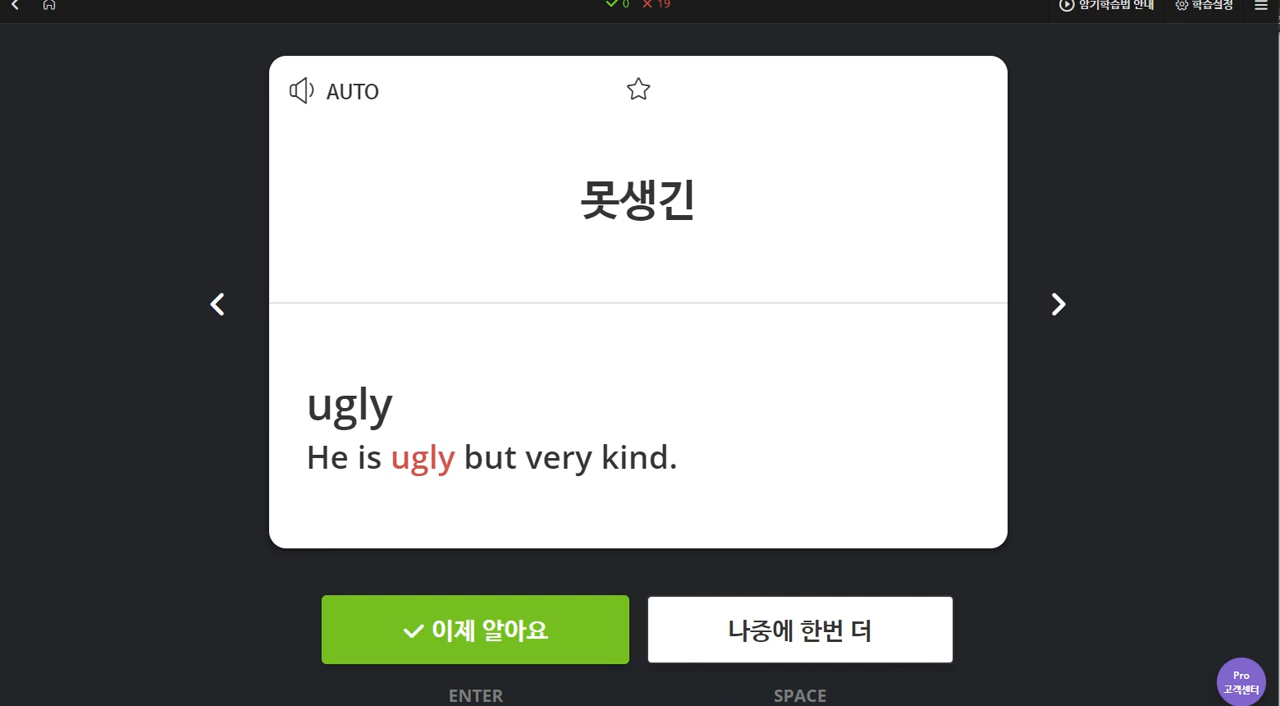 0 19 암기학습법 안내 학습설정
AUTO
못생긴
ugly
He is ugly but very kind.
이제 알아요 나중에 한번 더
ENTER SPACE
Pro
고객센터